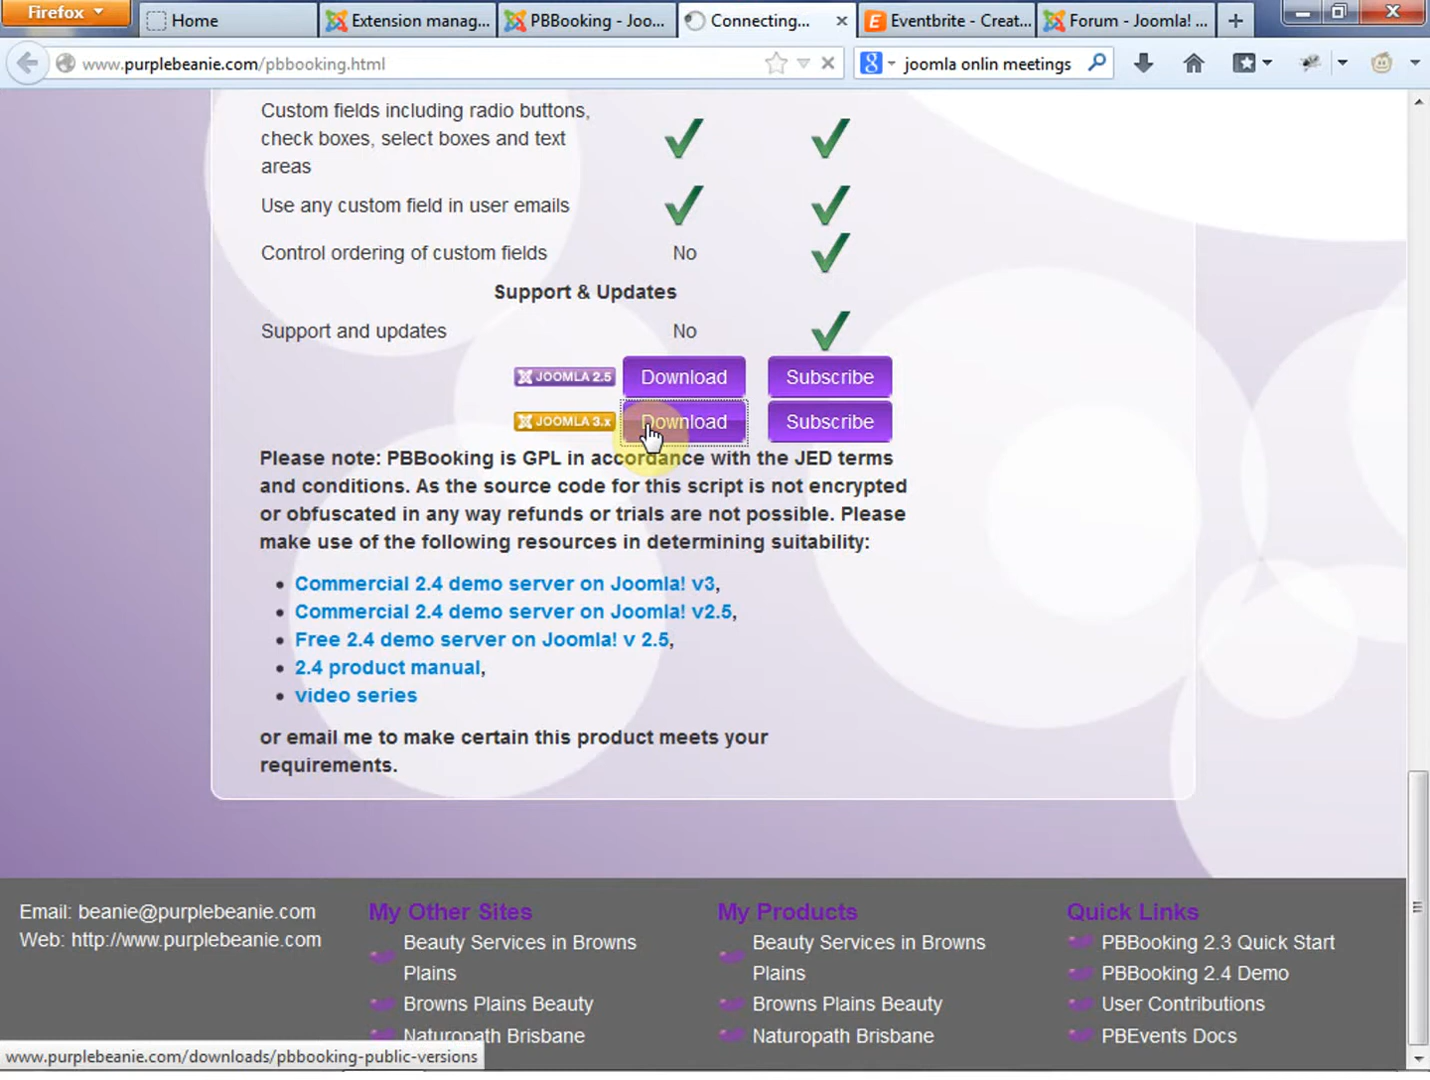 Firefox
Home
Extension manag...
PBBooking - Joo...
Connecting...
Eventbrite - Creat...
Forum - Joomla! ...
www.purplebeanie.com/pbbooking.html
joomla onlin meetings
Custom fields including radio buttons,
check boxes, select boxes and text
areas
Use any custom field in user emails
Control ordering of custom fields No
Support & Updates
Support and updates No
JOOMLA 2.5 Download Subscribe
JOOMLA 3.x Download Subscribe
Please note: PBBooking is GPL in accordance with the JED terms
and conditions. As the source code for this script is not encrypted
or obfuscated in any way refunds or trials are not possible. Please
make use of the following resources in determining suitability:
Commercial 2.4 demo server on Joomla! v3,
Commercial 2.4 demo server on Joomla! v2.5,
Free 2.4 demo server on Joomla! v 2.5,
2.4 product manual,
video series
or email me to make certain this product meets your
requirements.
Email: beanie@purplebeanie.com
Web: http://www.purplebeanie.com
My Other Sites
Beauty Services in Browns
Plains
Browns Plains Beauty
Naturopath Brisbane
My Products
Beauty Services in Browns
Plains
Browns Plains Beauty
Naturopath Brisbane
Quick Links
PBBooking 2.3 Quick Start
PBBooking 2.4 Demo
User Contributions
PBEvents Docs
www.purplebeanie.com/downloads/pbbooking-public-versions